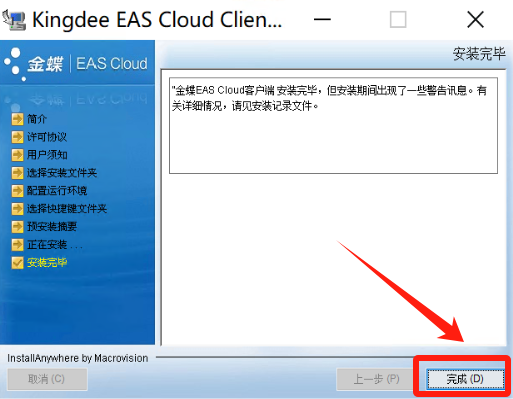 Kingdee EAS Cloud Clien...
金蝶 | EAS Cloud
安装完毕
简介
许可协议
用户须知
选择安装文件夹
配置运行环境
选择快捷键文件夹
预安装摘要
正在安装 . . .
安装完毕
"金蝶EAS Cloud客户端 安装完毕，但安装期间出现了一些警告讯息。有
关详细情况，请见安装记录文件。
InstallAnywhere by Macrovision
取消 (C)
上一步 (P)
完成 (D)